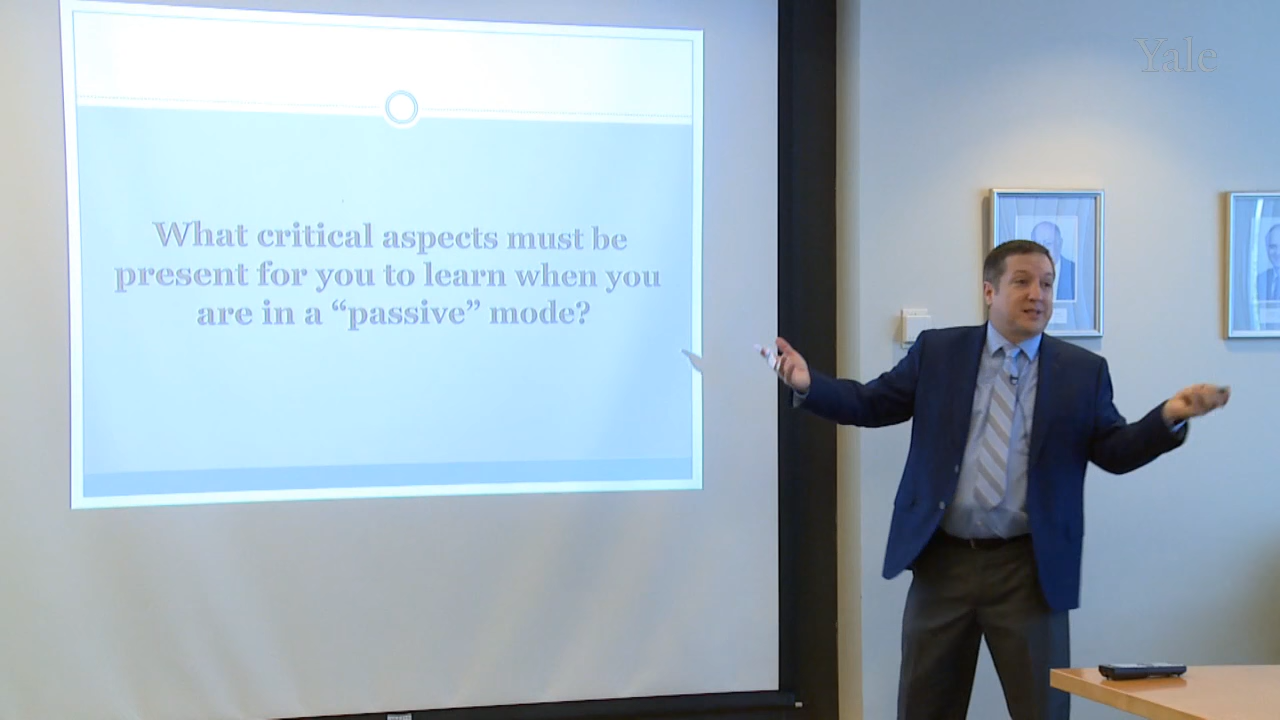 Yale
What critical aspects must be
present for you to learn when you
are in a “passive” mode?